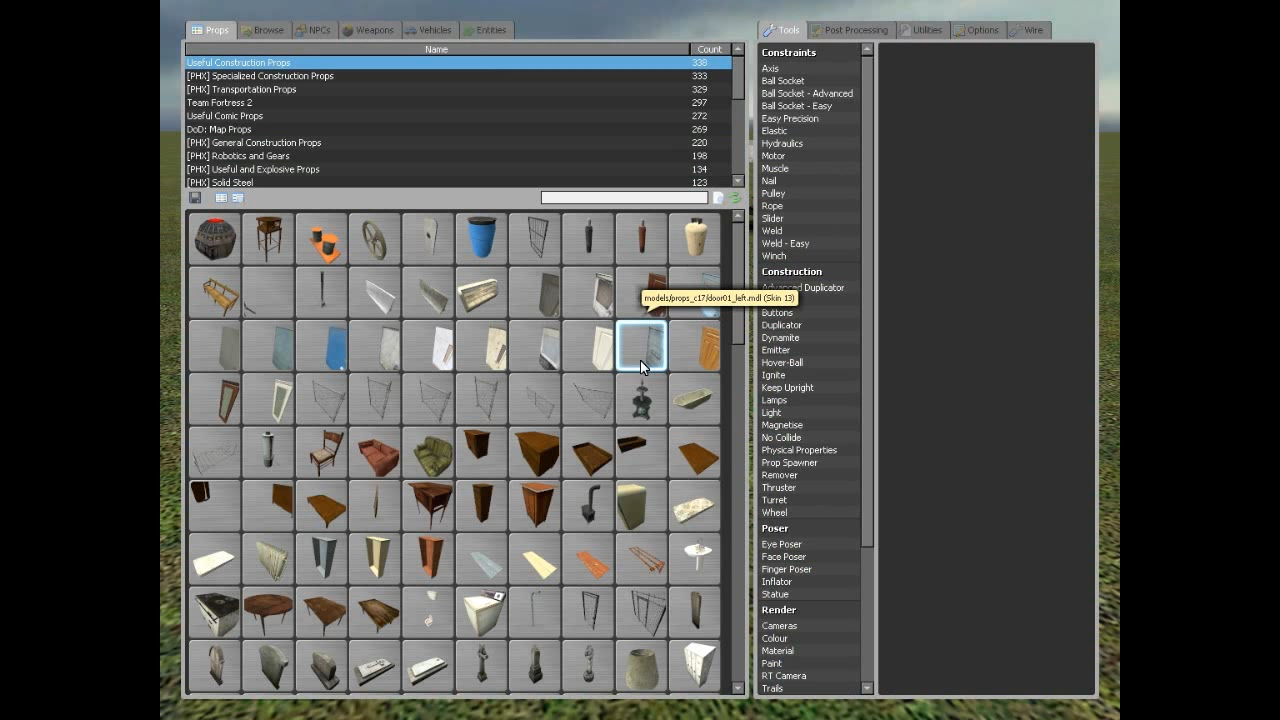 Props Browse NPCs Weapons Vehicles Entities
Name Count
Useful Construction Props 338
[PHX] Specialized Construction Props 333
[PHX] Transportation Props 329
Team Fortress 2 297
Useful Comic Props 272
DoD: Map Props 269
[PHX] General Construction Props 220
[PHX] Robotics and Gears 198
[PHX] Useful and Explosive Props 134
[PHX] Solid Steel 123
models/props_c17/door01_left.mdl (Skin 13)
Tools Post Processing Utilities Options Wire
Constraints
Axis
Ball Socket
Ball Socket - Advanced
Ball Socket - Easy
Easy Precision
Elastic
Hydraulics
Motor
Muscle
Nail
Pulley
Rope
Slider
Weld
Weld - Easy
Winch
Construction
Advanced Duplicator
Buttons
Duplicator
Dynamite
Emitter
Hover-Ball
Ignite
Keep Upright
Lamps
Light
Magnetise
No Collide
Physical Properties
Prop Spawner
Remover
Thruster
Turret
Wheel
Poser
Eye Poser
Face Poser
Finger Poser
Inflator
Statue
Render
Cameras
Colour
Material
Paint
RT Camera
Trails